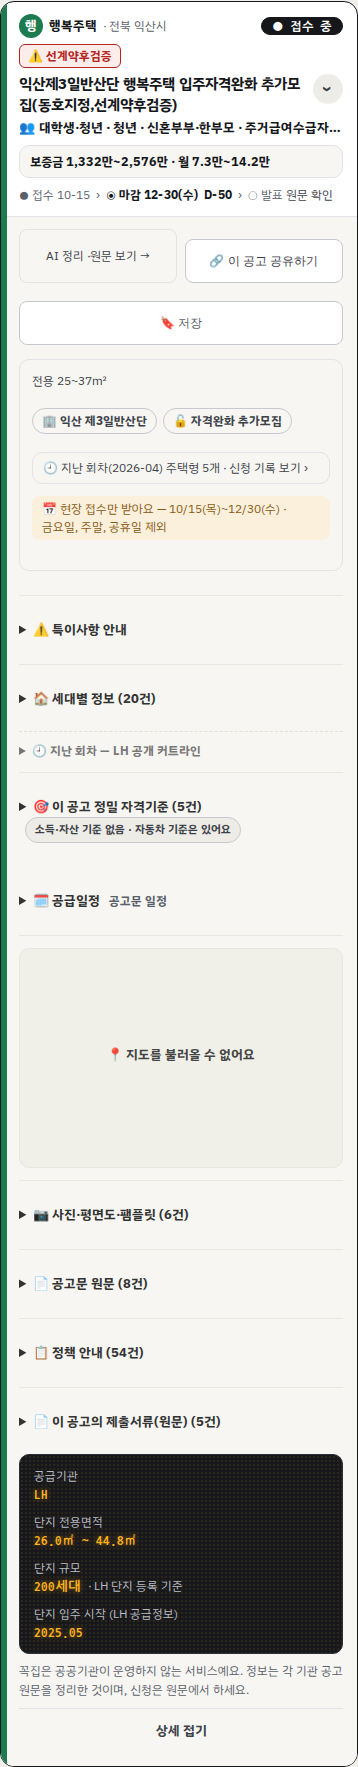 행 행복주택 · 전북 익산시 ● 접수 중
⚠️ 선계약후검증
익산제3일반산단 행복주택 입주자격완화 추가모
집(동호지정,선계약후검증)
👥 대학생·청년 · 청년 · 신혼부부·한부모 · 주거급여수급자…
보증금 1,332만~2,576만 · 월 7.3만~14.2만
● 접수 10-15 › ◉ 마감 12-30(수) D-50 › ○ 발표 원문 확인
AI 정리 ·원문 보기 →
🔗 이 공고 공유하기
🔖 저장
전용 25~37m²
🏢 익산 제3일반산단 🔓 자격완화 추가모집
🕘 지난 회차(2026-04) 주택형 5개 · 신청 기록 보기 ›
📅 현장 접수만 받아요 — 10/15(목)~12/30(수) ·
금요일, 주말, 공휴일 제외
▶ ⚠️ 특이사항 안내
▶ 🏠 세대별 정보 (20건)
▶ 🕘 지난 회차 — LH 공개 커트라인
▶ 🎯 이 공고 정밀 자격기준 (5건)
소득·자산 기준 없음 · 자동차 기준은 있어요
▶ 🗓️ 공급일정 공고문 일정
📍 지도를 불러올 수 없어요
▶ 📷 사진·평면도·팸플릿 (6건)
▶ 📄 공고문 원문 (8건)
▶ 📋 정책 안내 (54건)
▶ 📄 이 공고의 제출서류(원문) (5건)
공급기관
LH
단지 전용면적
26.0㎡ ~ 44.8㎡
단지 규모
200세대 · LH 단지 등록 기준
단지 입주 시작 (LH 공급정보)
2025.05
꼭집은 공공기관이 운영하지 않는 서비스예요. 정보는 각 기관 공고
원문을 정리한 것이며, 신청은 원문에서 하세요.
상세 접기